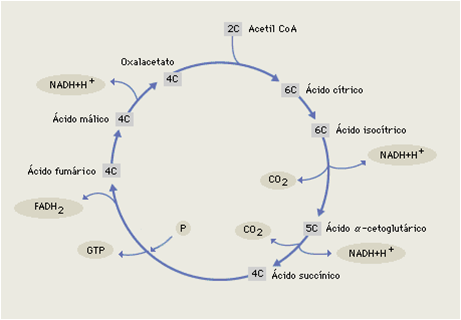 2C Acetil CoA
Oxalacetato
4C
6C Ácido cítrico
NADH+H+
Ácido málico 4C
6C Ácido isocítrico
NADH+H+
CO2
Ácido fumárico 4C
FADH2
P
CO2
5C Ácido α-cetoglutárico
GTP
NADH+H+
4C Ácido succínico